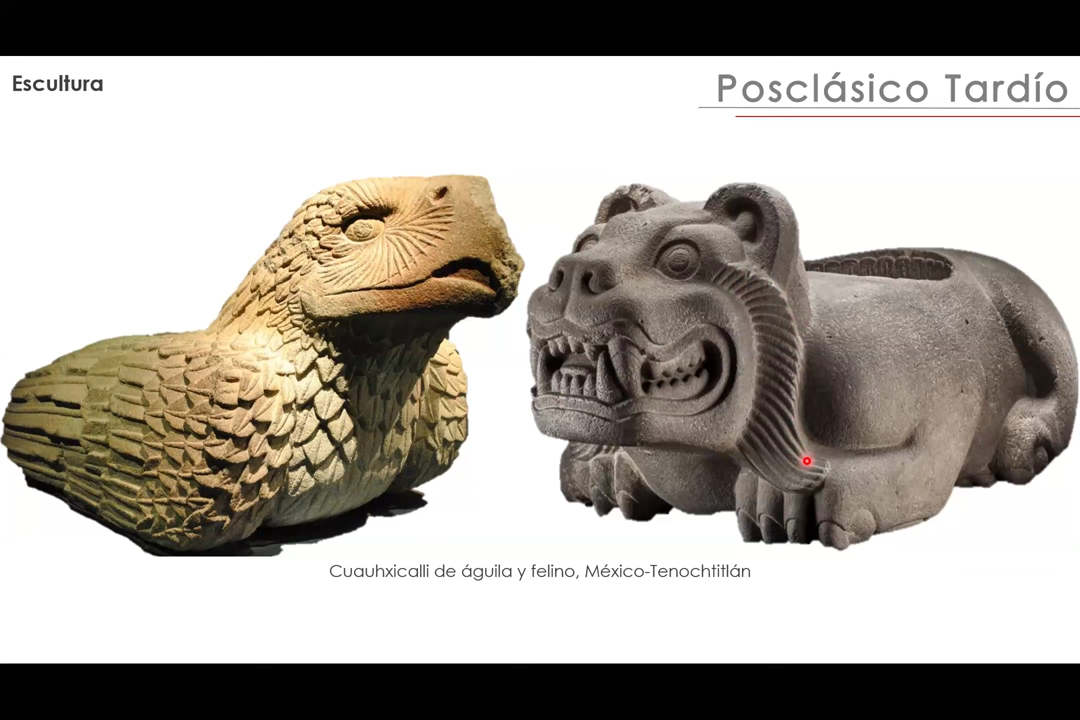 Escultura
Posclásico Tardío
Cuauhxicalli de águila y felino, México-Tenochtitlán